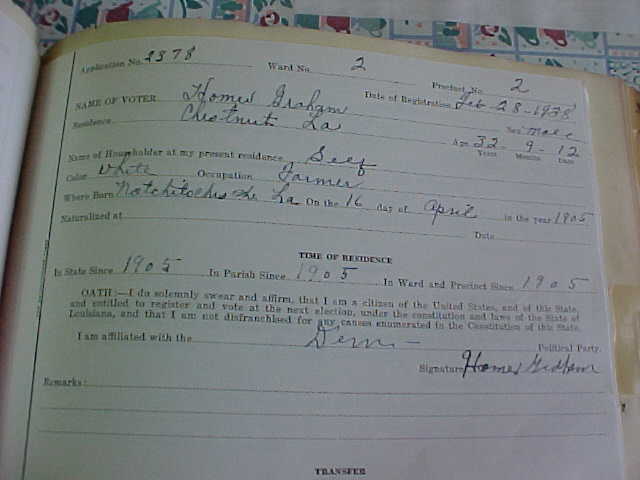 Application No. 2378 Ward No. 2 Precinct No. 2
NAME OF VOTER Homer Graham Date of Registration Feb 28-1938
Residence Chestnut La Sex male
Age 32 - 9 - 12
Years Months Days
Name of Householder at my present residence Self
Color White Occupation Farmer
Where Born Natchitoches La On the 16 day of April in the year 1905
Naturalized at Date
TIME OF RESIDENCE
In State Since 1905 In Parish Since 1905 In Ward and Precinct Since 1905
OATH:—I do solemnly swear and affirm, that I am a citizen of the United States, and of this State,
and entitled to register and vote at the next election, under the constitution and laws of the State of
Louisiana, and that I am not disfranchised for any causes enumerated in the Constitution of this State.
I am affiliated with the Dem- Political Party.
Signature Homer Graham
Remarks:
TRANSFER